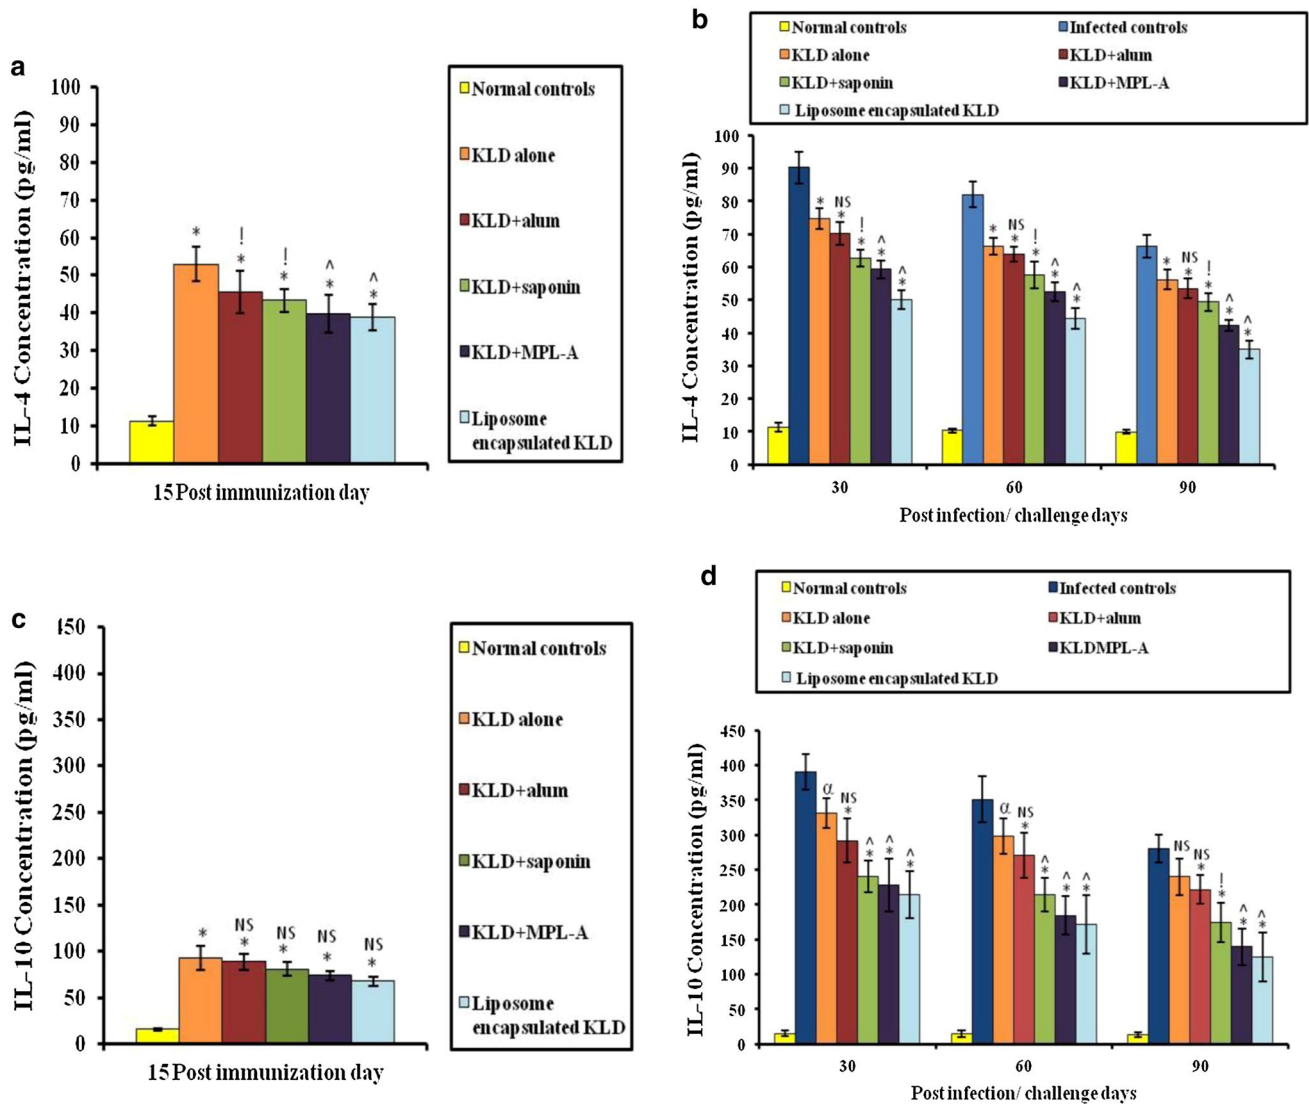 a
IL-4 Concentration (pg/ml)
100
90
80
70
60
50
40
30
20
10
0
*
!
*
!
*
^
*
^
*
15 Post immunization day
Normal controls
KLD alone
KLD+alum
KLD+saponin
KLD+MPL-A
Liposome
encapsulated KLD
b
Normal controls
Infected controls
KLD alone
KLD+alum
KLD+saponin
KLD+MPL-A
Liposome encapsulated KLD
IL-4 Concentration (pg/ml)
100
90
80
70
60
50
40
30
20
10
0
*
NS
*
!
*
^
*
^
*
*
NS
*
!
*
^
*
^
*
*
NS
*
!
*
^
*
^
*
30
60
90
Post infection/ challenge days
c
IL-10 Concentration (pg/ml)
450
400
350
300
250
200
150
100
50
0
*
NS
*
NS
*
NS
*
NS
*
15 Post immunization day
Normal controls
KLD alone
KLD+alum
KLD+saponin
KLD+MPL-A
Liposome
encapsulated KLD
d
Normal controls
Infected controls
KLD alone
KLD+alum
KLD+saponin
KLDMPL-A
Liposome encapsulated KLD
IL-10 Concentration (pg/ml)
450
400
350
300
250
200
150
100
50
0
α
NS
*
^
*
^
*
^
*
α
NS
*
^
*
^
*
^
*
NS
NS
*
!
*
^
*
^
*
30
60
90
Post infection/ challenge days